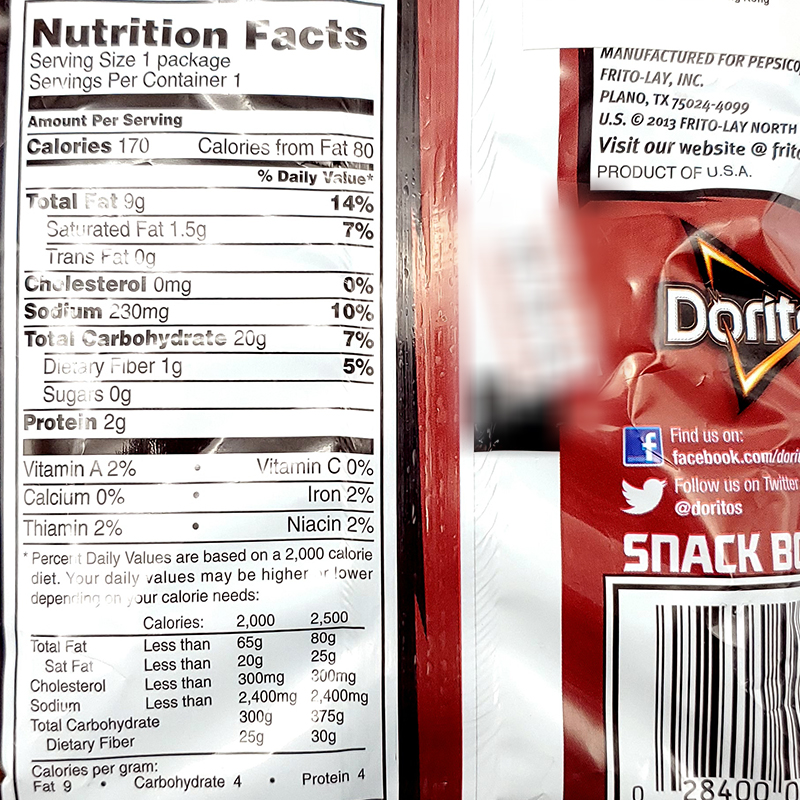 Nutrition Facts
Serving Size 1 package
Servings Per Container 1
Amount Per Serving
Calories 170 Calories from Fat 80
% Daily Value*
Total Fat 9g 14%
Saturated Fat 1.5g 7%
Trans Fat 0g
Cholesterol 0mg 0%
Sodium 230mg 10%
Total Carbohydrate 20g 7%
Dietary Fiber 1g 5%
Sugars 0g
Protein 2g
Vitamin A 2% • Vitamin C 0%
Calcium 0% • Iron 2%
Thiamin 2% • Niacin 2%
* Percent Daily Values are based on a 2,000 calorie
diet. Your daily values may be higher or lower
depending on your calorie needs:
Calories: 2,000 2,500
Total Fat Less than 65g 80g
Sat Fat Less than 20g 25g
Cholesterol Less than 300mg 300mg
Sodium Less than 2,400mg 2,400mg
Total Carbohydrate 300g 375g
Dietary Fiber 25g 30g
Calories per gram:
Fat 9 • Carbohydrate 4 • Protein 4
MANUFACTURED FOR PEPSICO
FRITO-LAY, INC.
PLANO, TX 75024-4099
U.S. © 2013 FRITO-LAY NORTH
Visit our website @ frito
PRODUCT OF U.S.A.
Dorito
Find us on:
facebook.com/dorit
Follow us on Twitter
@doritos
SNACK BO
0 28400 0